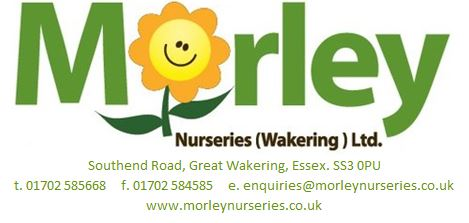 Morley
Nurseries (Wakering ) Ltd.
Southend Road, Great Wakering, Essex. SS3 0PU
t. 01702 585668 f. 01702 584585 e. enquiries@morleynurseries.co.uk
www.morleynurseries.co.uk